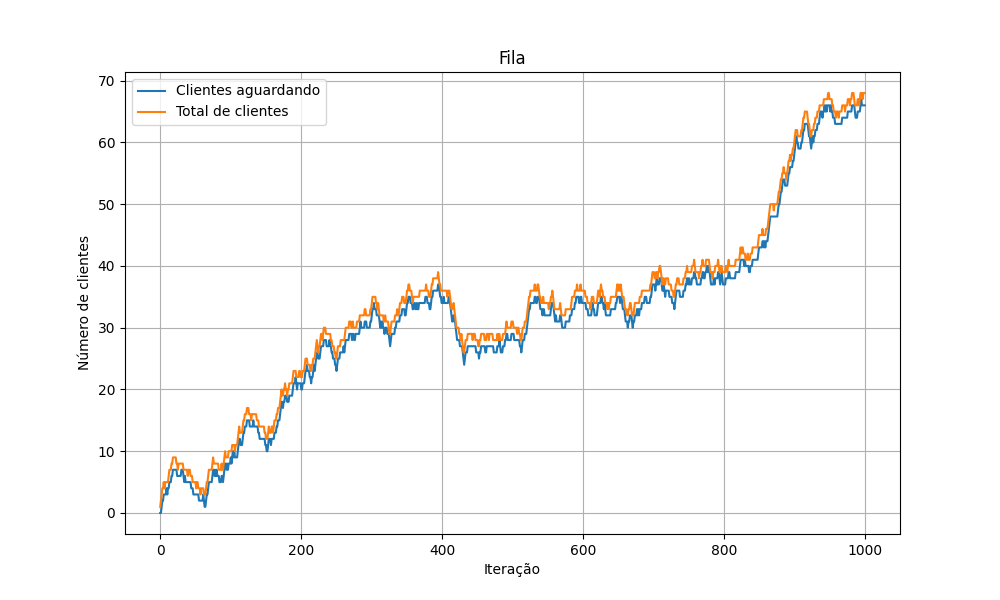 Fila
Clientes aguardando
Total de clientes
Número de clientes
70
60
50
40
30
20
10
0
0 200 400 600 800 1000
Iteração